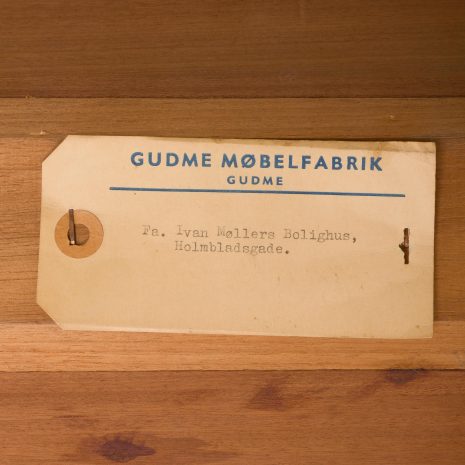 GUDME MØBELFABRIK
GUDME
Fa. Ivan Møllers Bolighus,
Holmbladsgade.